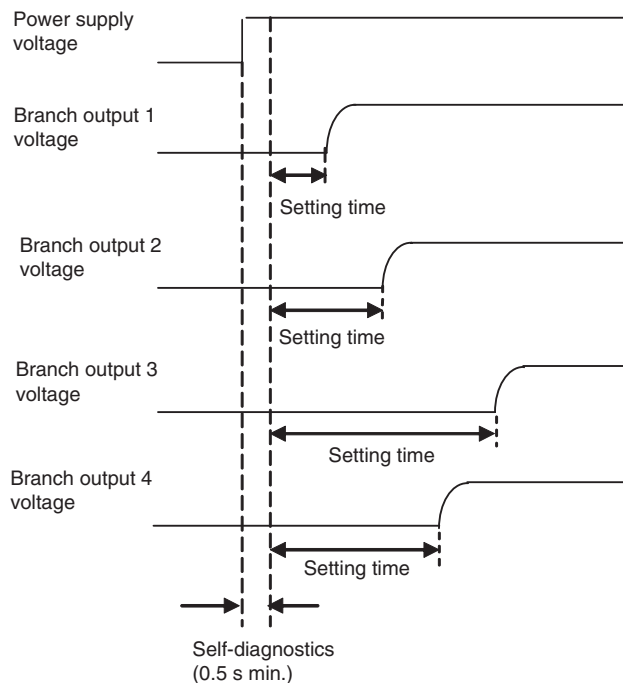 Power supply
voltage
Branch output 1
voltage
Setting time
Branch output 2
voltage
Setting time
Branch output 3
voltage
Setting time
Branch output 4
voltage
Setting time
Self-diagnostics
(0.5 s min.)